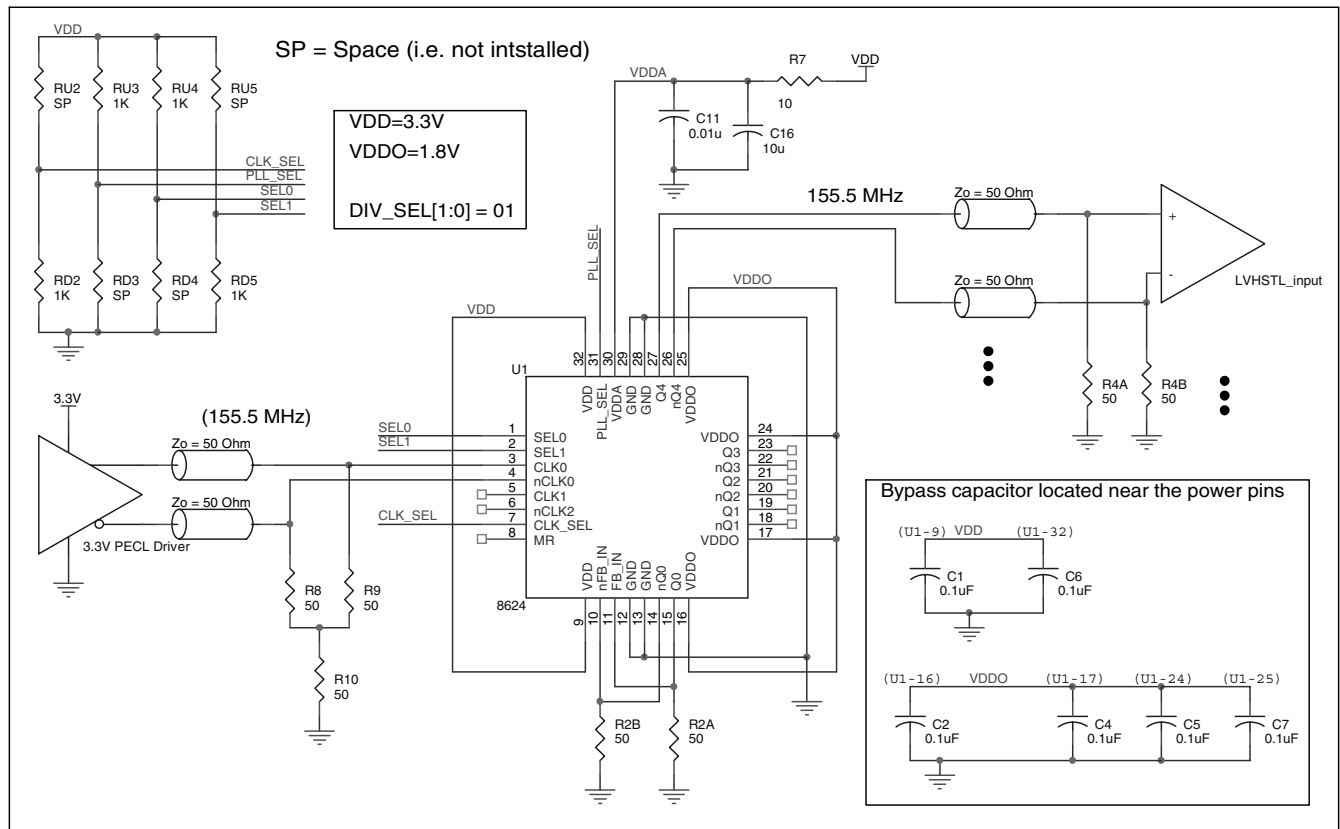 VDD
SP = Space (i.e. not intstalled)
RU2
SP
RU3
1K
RU4
1K
RU5
SP
CLK_SEL
PLL_SEL
SEL0
SEL1
RD2
1K
RD3
SP
RD4
SP
RD5
1K
VDD=3.3V
VDDO=1.8V
DIV_SEL[1:0] = 01
VDDA
R7
10
VDD
C11
0.01u
C16
10u
155.5 MHz
Zo = 50 Ohm
Zo = 50 Ohm
+
-
LVHSTL_input
R4A
50
R4B
50
PLL_SEL
VDD
VDDO
32
31
30
29
28
27
26
25
U1
VDD
PLL_SEL
VDDA
GND
GND
Q4
nQ4
VDDO
3.3V
(155.5 MHz)
Zo = 50 Ohm
Zo = 50 Ohm
3.3V PECL Driver
SEL0
SEL1
CLK_SEL
1
2
3
4
5
6
7
8
SEL0
SEL1
CLK0
nCLK0
CLK1
nCLK2
CLK_SEL
MR
VDDO
Q3
nQ3
Q2
nQ2
Q1
nQ1
VDDO
24
23
22
21
20
19
18
17
VDD
nFB_IN
FB_IN
GND
GND
nQ0
Q0
VDDO
8624
9
10
11
12
13
14
15
16
R8
50
R9
50
R10
50
R2B
50
R2A
50
Bypass capacitor located near the power pins
(U1-9)
VDD
(U1-32)
C1
0.1uF
C6
0.1uF
(U1-16)
VDDO
(U1-17)
(U1-24)
(U1-25)
C2
0.1uF
C4
0.1uF
C5
0.1uF
C7
0.1uF